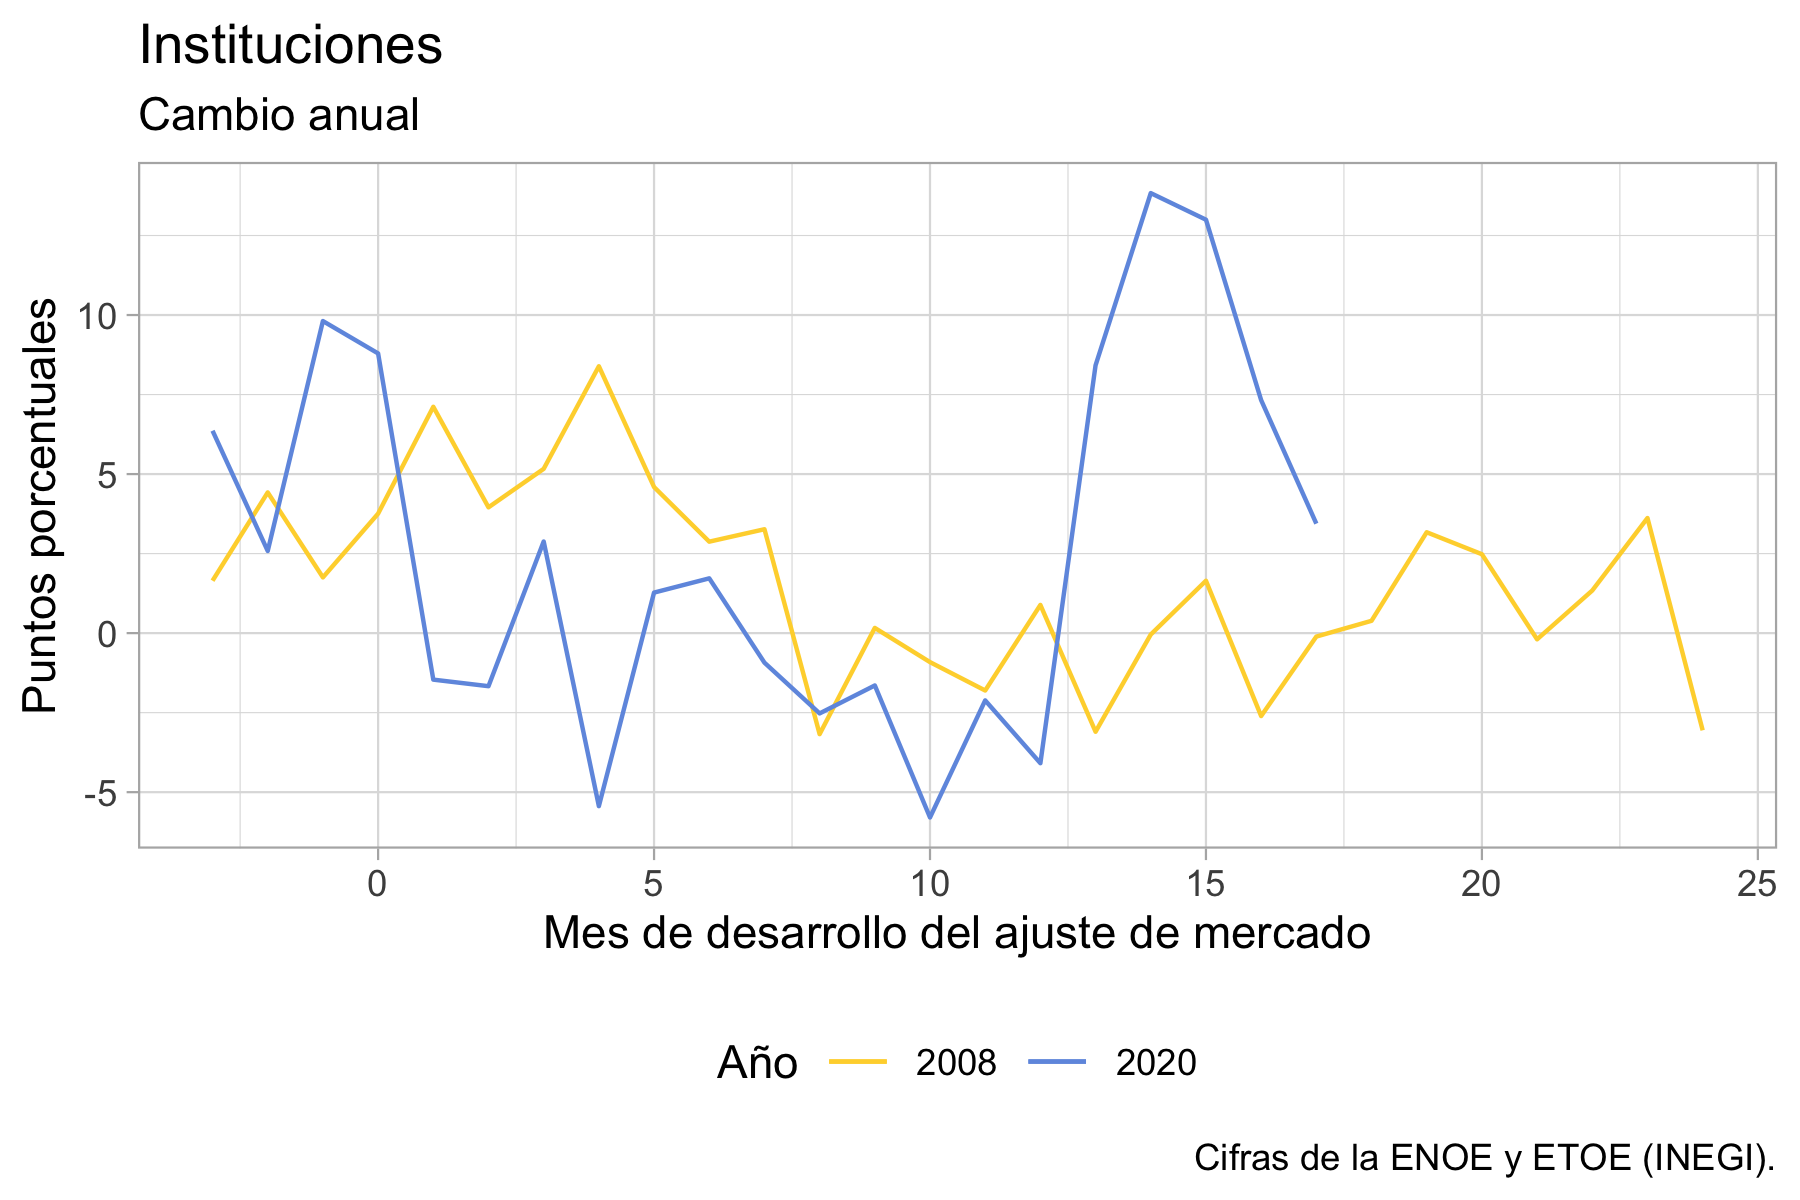 Instituciones
Cambio anual
Puntos porcentuales
10
5
0
-5
0 5 10 15 20 25
Mes de desarrollo del ajuste de mercado
Año 2008 2020
Cifras de la ENOE y ETOE (INEGI).